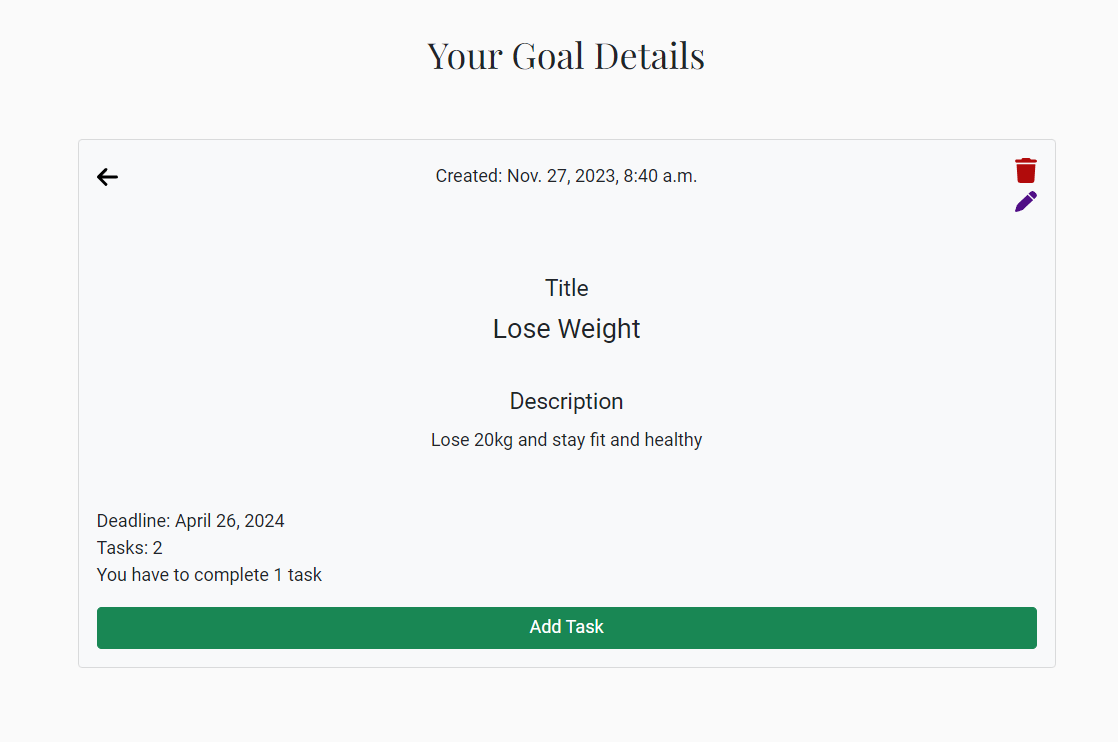 Your Goal Details
Created: Nov. 27, 2023, 8:40 a.m.
Title
Lose Weight
Description
Lose 20kg and stay fit and healthy
Deadline: April 26, 2024
Tasks: 2
You have to complete 1 task
Add Task